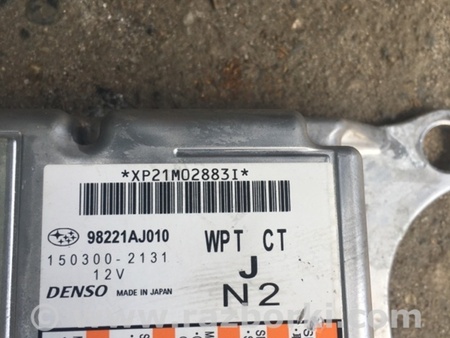 *XP21M02883I*
98221AJ010 WPT CT
150300-2131 J
12V
DENSO MADE IN JAPAN N2